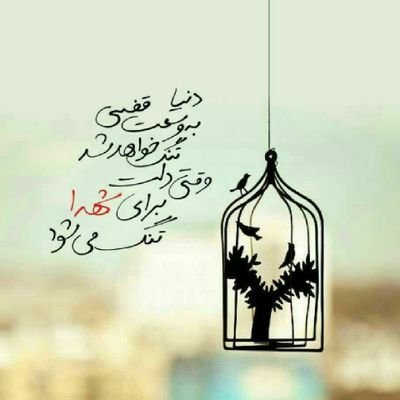 دنیا قفسی
به وسعت
تنگ خواهد شد
وقتی دلت
برای شهدا
تنگ می شود